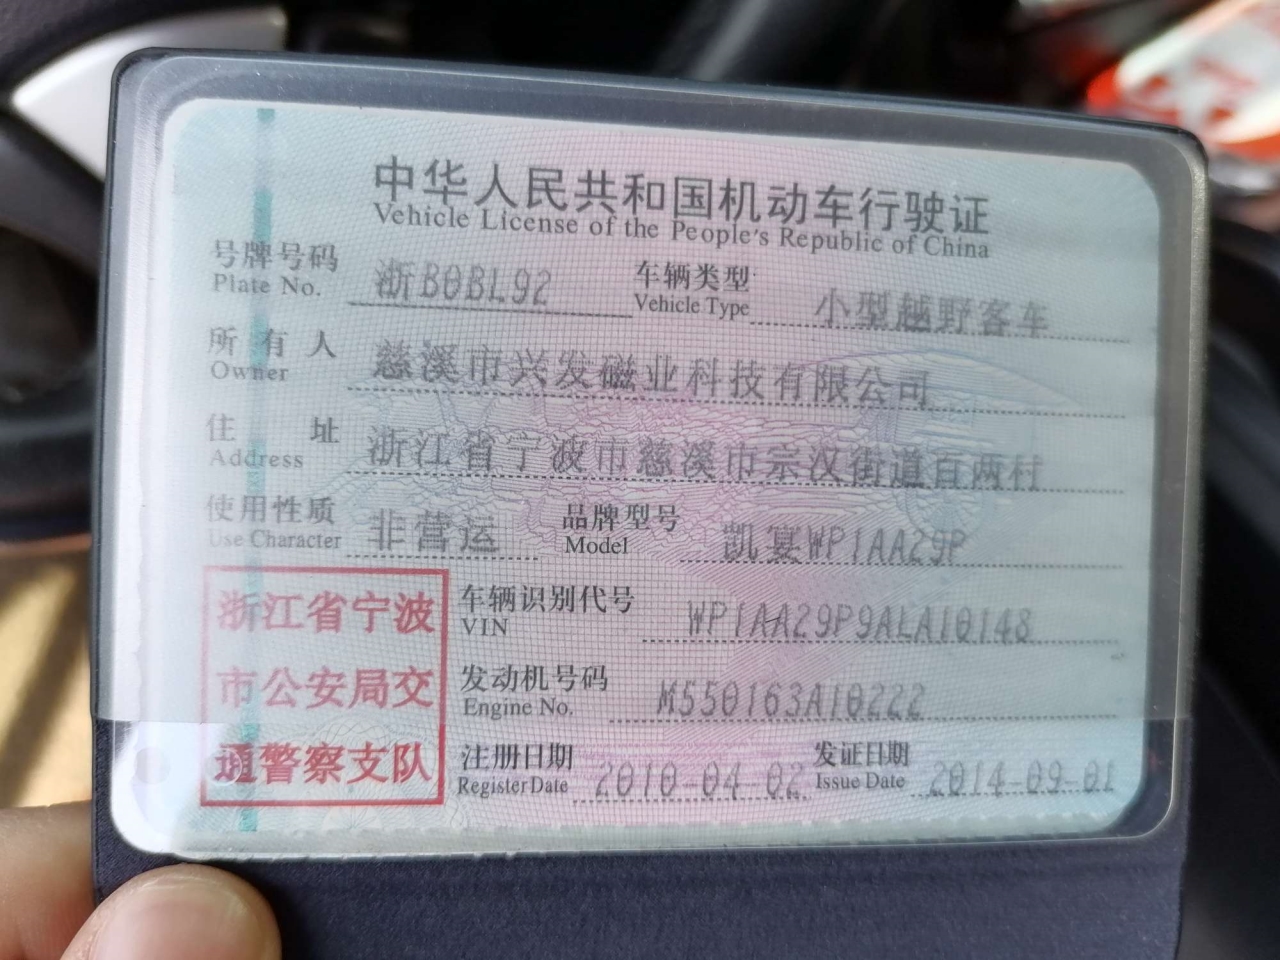 中华人民共和国机动车行驶证
Vehicle License of the People's Republic of China
号牌号码 浙B0BL92 车辆类型 小型越野客车
Plate No. Vehicle Type
所有人 慈溪市兴发磁业科技有限公司
Owner
住址 浙江省宁波市慈溪市宗汉街道百两村
Address
使用性质 非营运 品牌型号 凯宴WP1AA29P
Use Character Model
浙江省宁波
市公安局交
通警察支队
车辆识别代号 WP1AA29P9ALA10148
VIN
发动机号码 M550163A10222
Engine No.
注册日期 2010-04-02 发证日期 2014-09-01
Register Date Issue Date